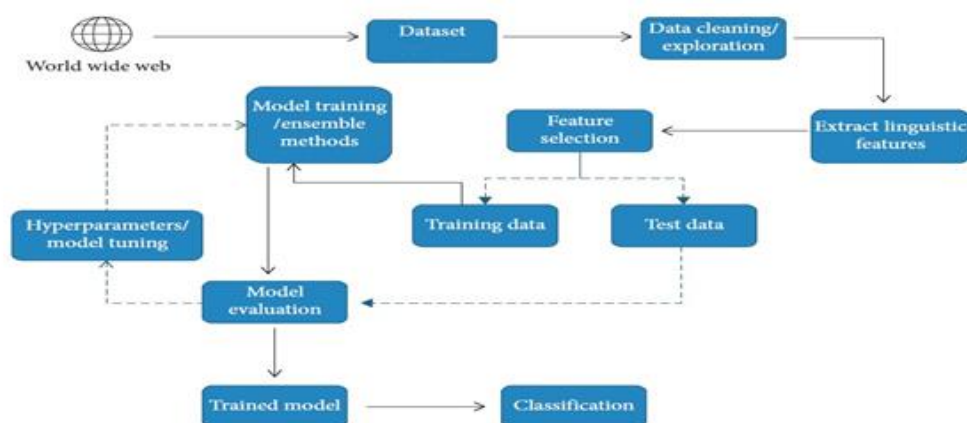 World wide web
Dataset
Data cleaning/
exploration
Model training
/ensemble
methods
Feature
selection
Extract linguistic
features
Hyperparameters/
model tuning
Training data
Test data
Model
evaluation
Trained model
Classification